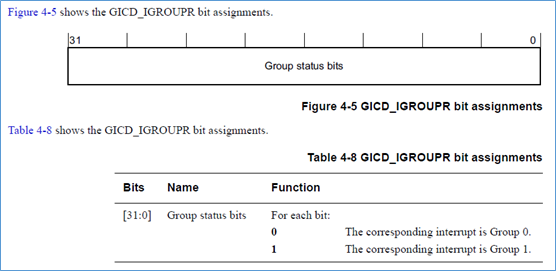 Figure 4-5 shows the GICD_IGROUPR bit assignments.
31 0
Group status bits
Figure 4-5 GICD_IGROUPR bit assignments
Table 4-8 shows the GICD_IGROUPR bit assignments.
Table 4-8 GICD_IGROUPR bit assignments
Bits Name Function
[31:0] Group status bits For each bit:
0 The corresponding interrupt is Group 0.
1 The corresponding interrupt is Group 1.